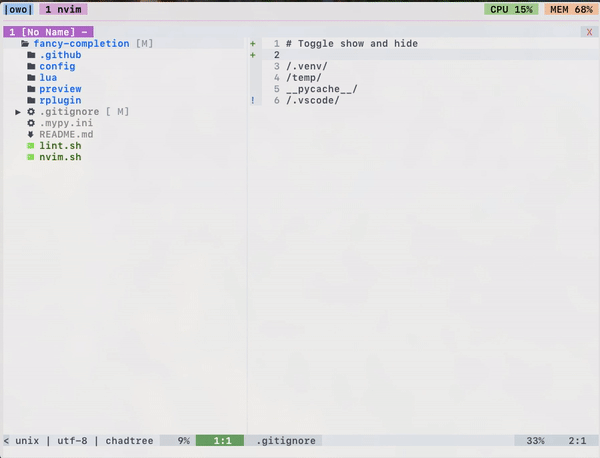 |owo| 1 nvim CPU 15% MEM 68%
1 [No Name] - X
fancy-completion [M]
.github
config
lua
preview
rplugin
.gitignore [ M]
.mypy.ini
README.md
lint.sh
nvim.sh
+ 1 # Toggle show and hide
+ 2
3 /.venv/
4 /temp/
5 __pycache__/
! 6 /.vscode/
< unix | utf-8 | chadtree 9% 1:1 .gitignore 33% 2:1